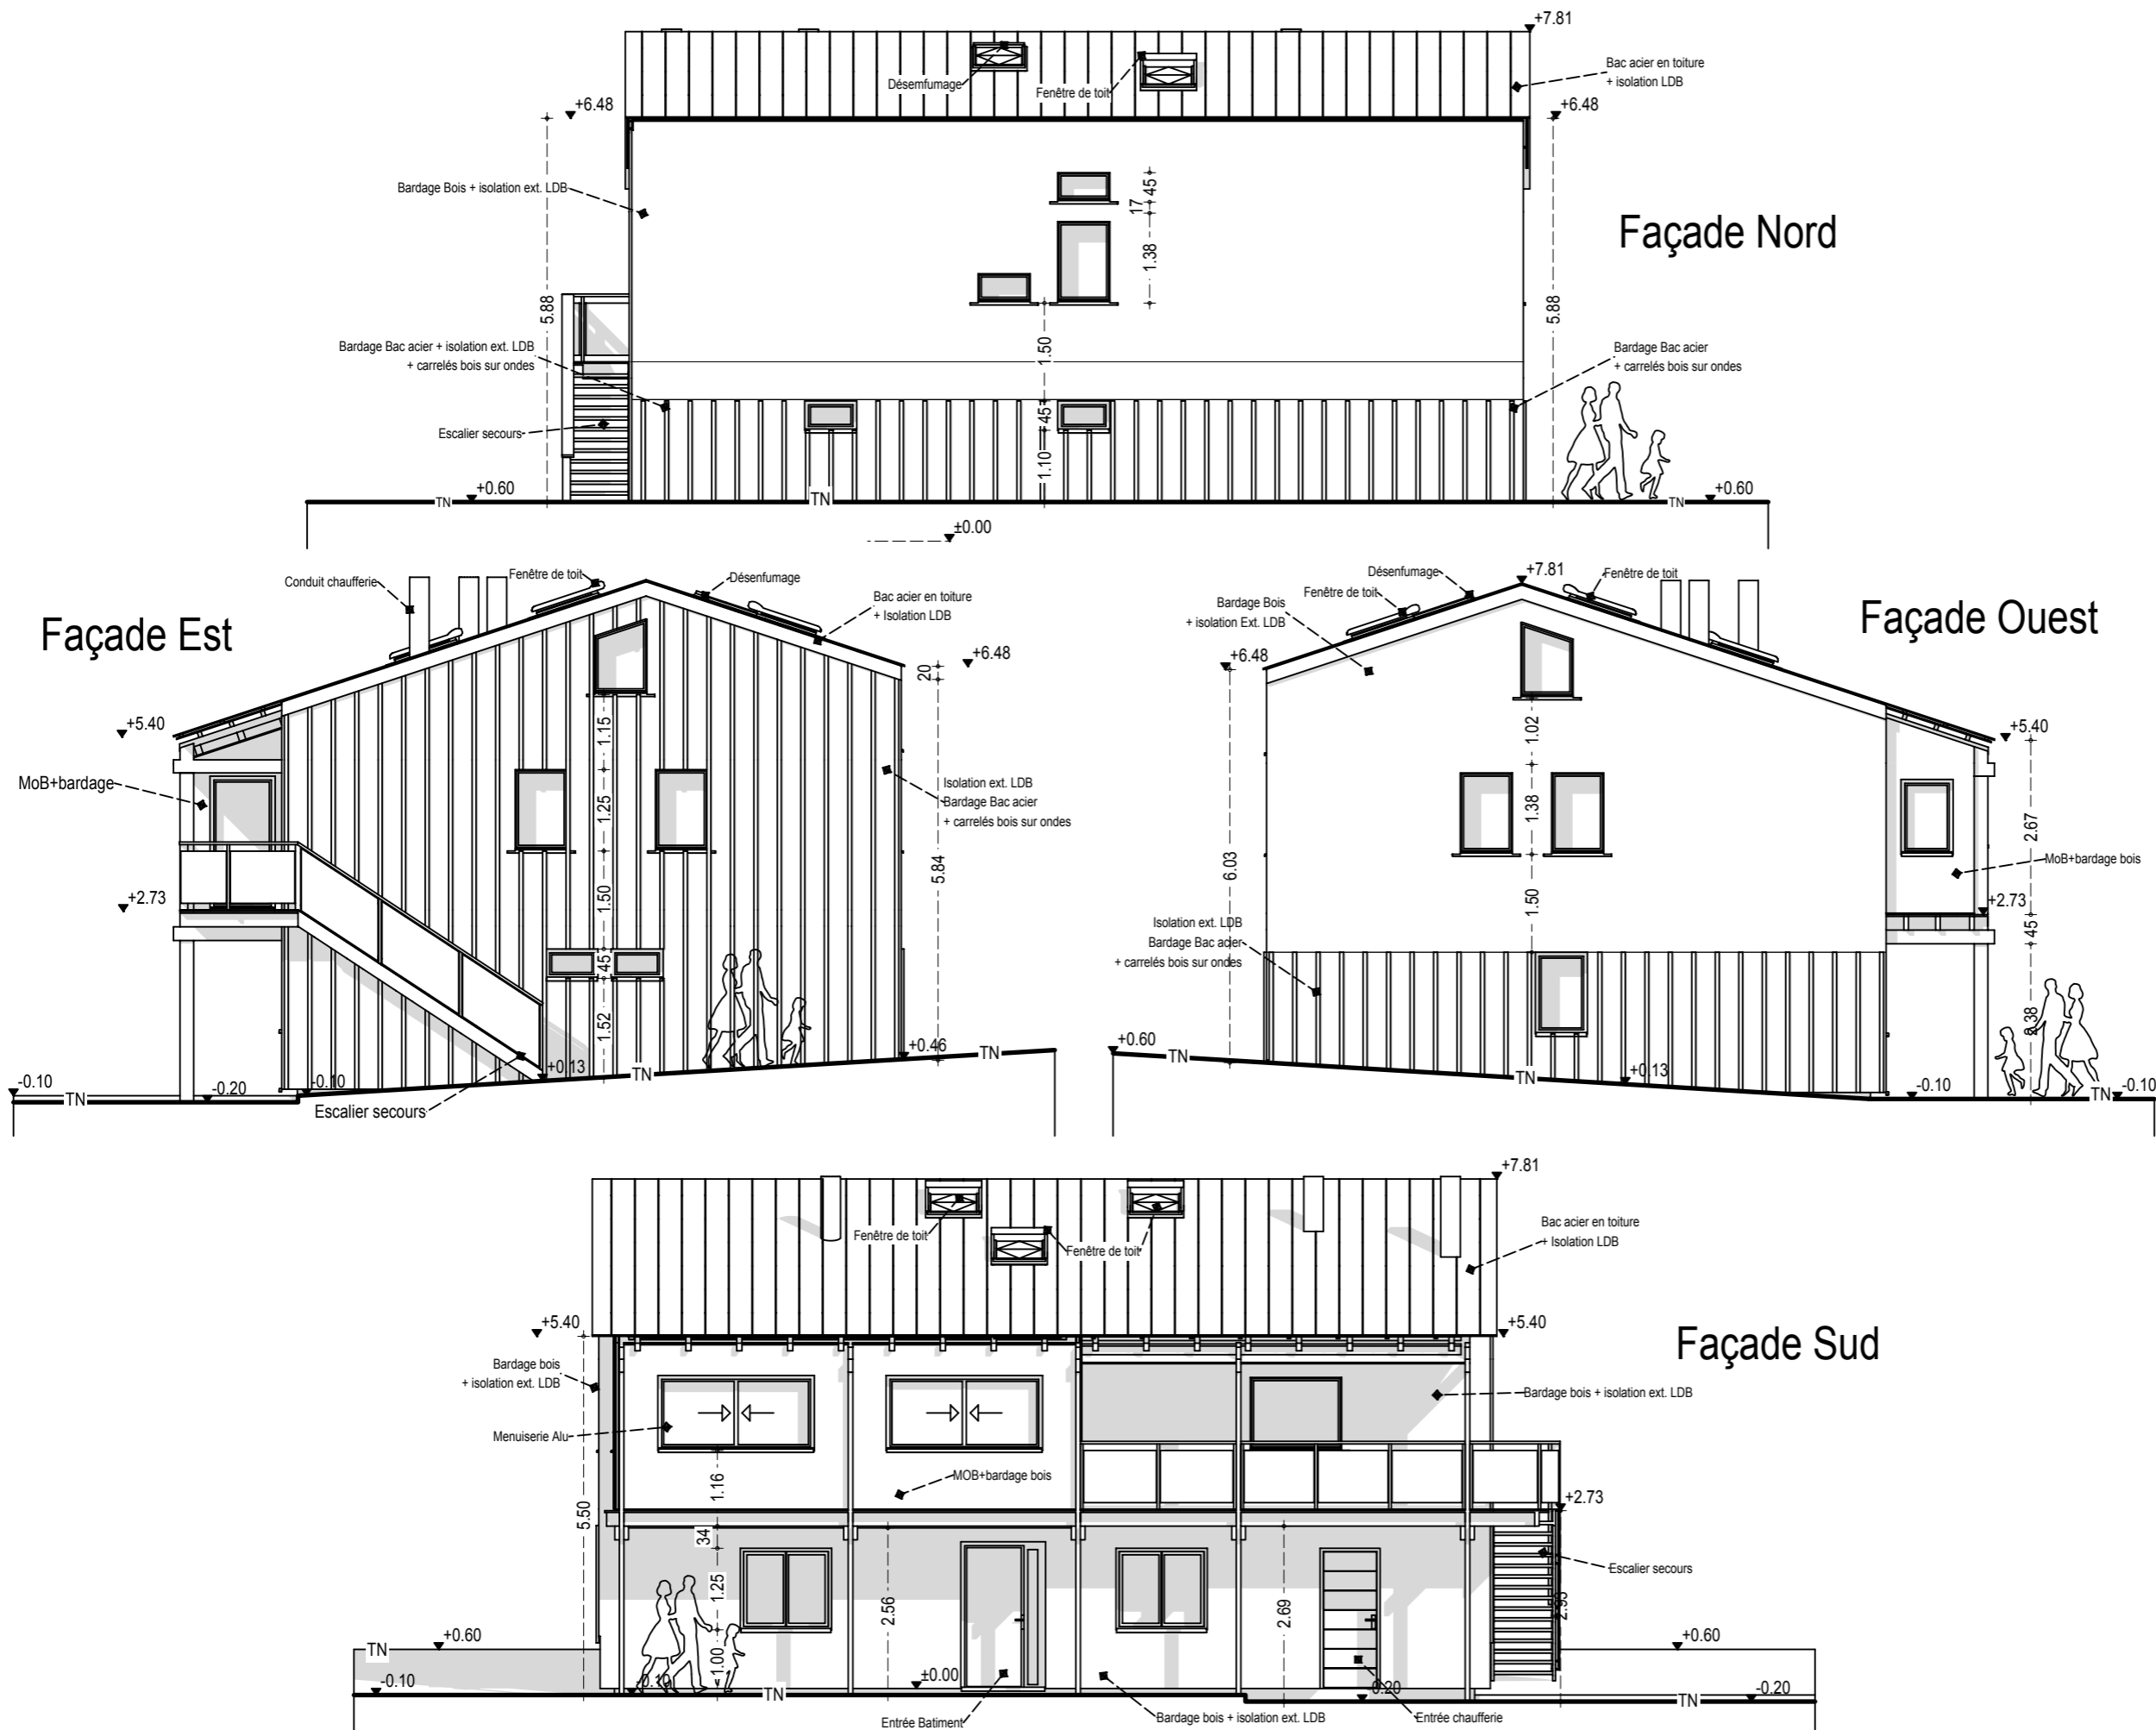 +7.81
Désemfumage
Fenêtre de toit
Bac acier en toiture
+ isolation LDB
+6.48
+6.48
Bardage Bois + isolation ext. LDB
45
17
1.38
Façade Nord
5.88
5.88
1.50
Bardage Bac acier + isolation ext. LDB
+ carrelés bois sur ondes
Bardage Bac acier
+ carrelés bois sur ondes
Escalier secours
45
1.10
TN
+0.60
TN
TN
+0.60
±0.00
Façade Est
Conduit chaufferie
Fenêtre de toit
Désenfumage
Bac acier en toiture
+ Isolation LDB
+6.48
20
+5.40
1.15
MoB+bardage
1.25
Isolation ext. LDB
Bardage Bac acier
+ carrelés bois sur ondes
5.84
1.50
+2.73
45
1.52
+0.46
TN
+0.13
TN
-0.10
TN
-0.20
-0.10
Escalier secours
Façade Ouest
Désenfumage
+7.81
Fenêtre de toit
Fenêtre de toit
Bardage Bois
+ isolation Ext. LDB
+6.48
+5.40
1.02
1.38
2.67
6.03
MoB+bardage bois
1.50
+2.73
45
Isolation ext. LDB
Bardage Bac acier
+ carrelés bois sur ondes
2.38
+0.60
TN
TN
+0.13
-0.10
TN
-0.10
+7.81
Fenêtre de toit
Fenêtre de toit
Bac acier en toiture
+ Isolation LDB
+5.40
+5.40
Façade Sud
Bardage bois
+ isolation ext. LDB
Bardage bois + isolation ext. LDB
Menuiserie Alu
MOB+bardage bois
1.16
+2.73
5.50
34
1.25
2.56
2.69
Escalier secours
1.00
TN
+0.60
+0.60
-0.10
-0.10
TN
±0.00
-0.20
TN
-0.20
Entrée Batiment
Bardage bois + isolation ext. LDB
Entrée chaufferie